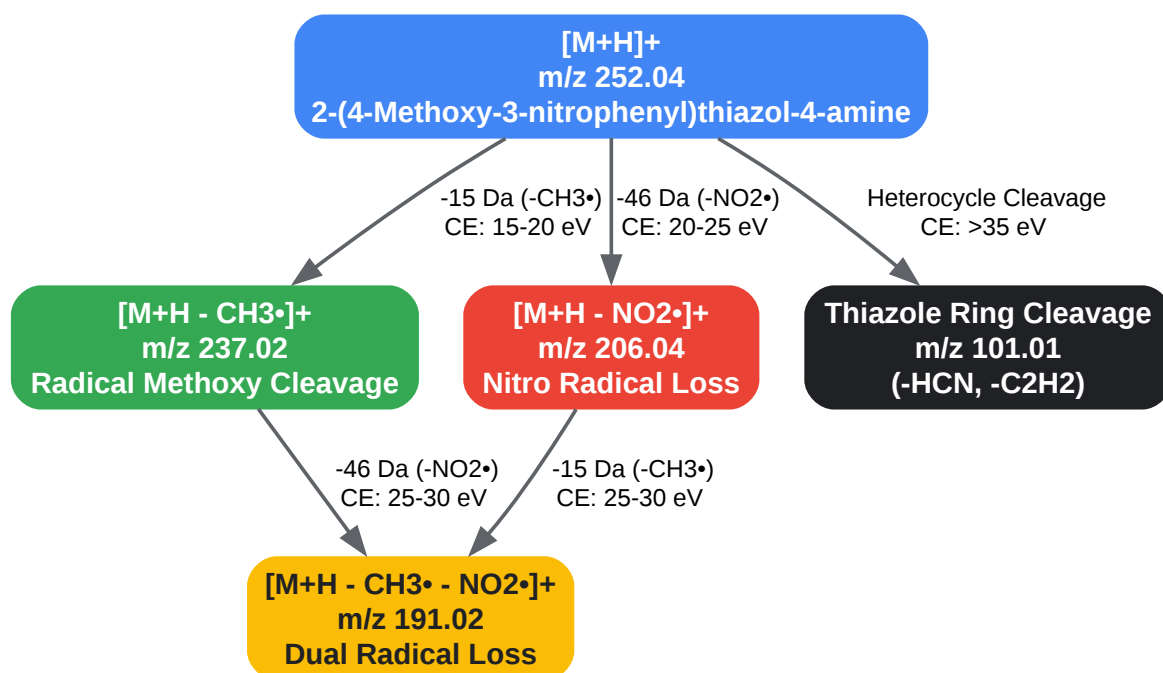 [M+H]+
m/z 252.04
2-(4-Methoxy-3-nitrophenyl)thiazol-4-amine
-15 Da (-CH3•)
CE: 15-20 eV
-46 Da (-NO2•)
CE: 20-25 eV
Heterocycle Cleavage
CE: >35 eV
[M+H - CH3•]+
m/z 237.02
Radical Methoxy Cleavage
[M+H - NO2•]+
m/z 206.04
Nitro Radical Loss
Thiazole Ring Cleavage
m/z 101.01
(-HCN, -C2H2)
-46 Da (-NO2•)
CE: 25-30 eV
-15 Da (-CH3•)
CE: 25-30 eV
[M+H - CH3• - NO2•]+
m/z 191.02
Dual Radical Loss